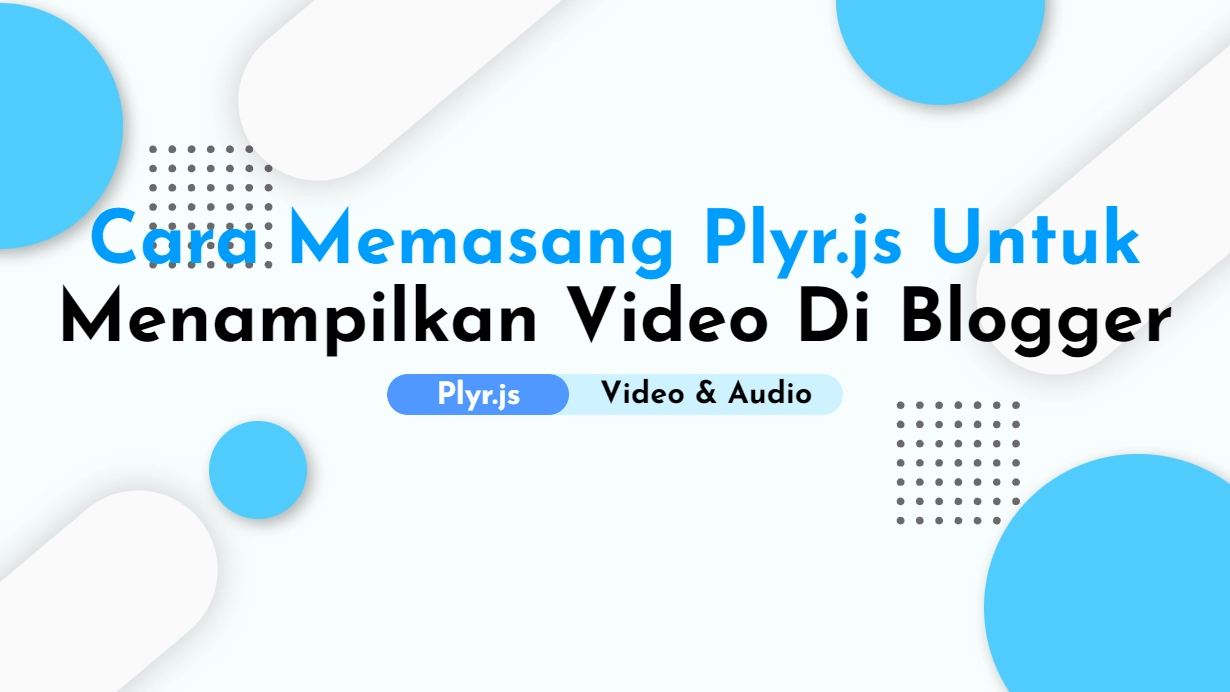 Cara Memasang Plyr.js Untuk
Menampilkan Video Di Blogger
Plyr.js Video & Audio